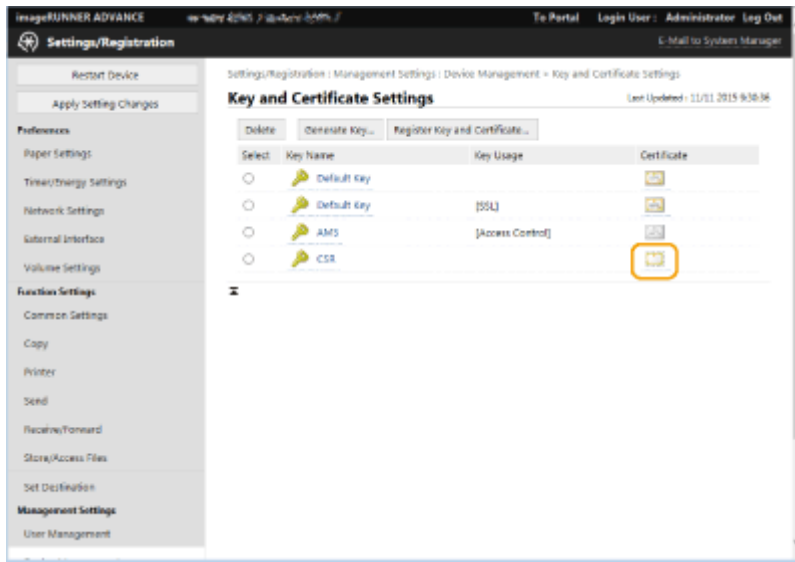 imageRUNNER ADVANCE To Portal Login User : Administrator Log Out
Settings/Registration E-Mail to System Manager
Restart Device
Apply Setting Changes
Preferences
Paper Settings
Timer/Energy Settings
Network Settings
External Interface
Volume Settings
Function Settings
Common Settings
Copy
Printer
Send
Receive/Forward
Store/Access Files
Set Destination
Management Settings
User Management
Settings/Registration : Management Settings : Device Management > Key and Certificate Settings
Key and Certificate Settings Last Updated : 11/11 2015 9:30:36
Delete Generate Key... Register Key and Certificate...
Select Key Name Key Usage Certificate
Default Key
Default Key [SSL]
AMS [Access Control]
CSR